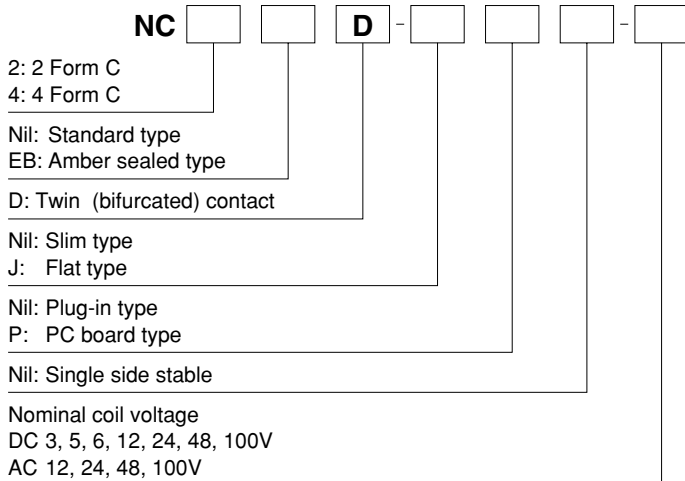 NC D - -
2: 2 Form C
4: 4 Form C
Nil: Standard type
EB: Amber sealed type
D: Twin (bifurcated) contact
Nil: Slim type
J: Flat type
Nil: Plug-in type
P: PC board type
Nil: Single side stable
Nominal coil voltage
DC 3, 5, 6, 12, 24, 48, 100V
AC 12, 24, 48, 100V